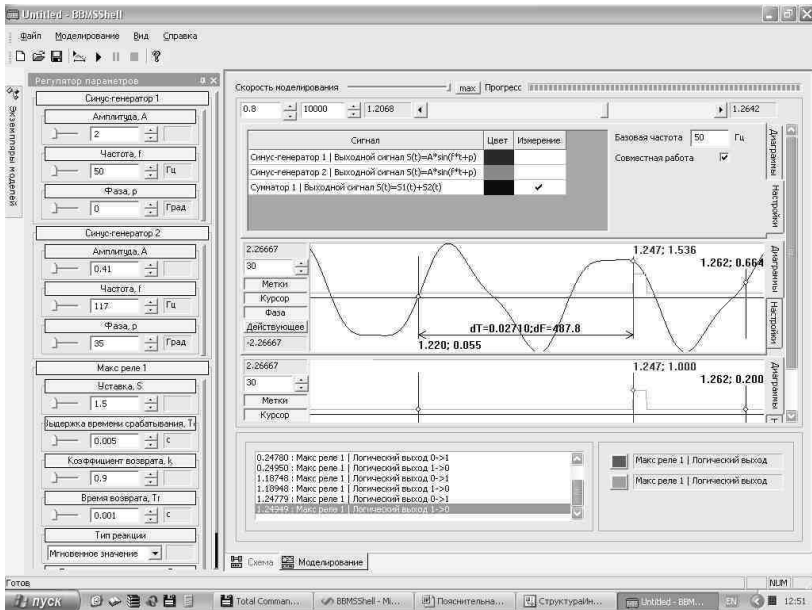 Untitled - BBMSShell
Файл Моделирование Вид Справка
Регулятор параметров
Экземпляры моделей
Синус-генератор 1
Амплитуда, A
2
Частота, f
50 Гц
Фаза, p
0 Град
Синус-генератор 2
Амплитуда, A
0.41
Частота, f
117 Гц
Фаза, p
35 Град
Макс реле 1
Уставка, S
1.5
Выдержка времени срабатывания, T
0.005 с
Коэффициент возврата, k
0.9
Время возврата, Tr
0.001 с
Тип реакции
Мгновенное значение
Скорость моделирования max Прогресс
0.8 10000 1.2068 1.2642
Сигнал Цвет Измерение
Синус-генератор 1 | Выходной сигнал S(t)=A*sin(f*t+p)
Синус-генератор 2 | Выходной сигнал S(t)=A*sin(f*t+p)
Сумматор 1 | Выходной сигнал S(t)=S1(t)+S2(t)
Базовая частота 50 Гц
Совместная работа
Диаграммы
Настройки
2.26667
30
Метки
Курсор
Фаза
Действующее
-2.26667
1.247; 1.536
1.262; 0.664
dT=0.02710;dF=487.8
1.220; 0.055
Диаграммы
Настройки
2.26667
30
Метки
Курсор
1.247; 1.000
1.262; 0.200
Диаграммы
0.24780 : Макс реле 1 | Логический выход 0->1
0.24950 : Макс реле 1 | Логический выход 1->0
1.18748 : Макс реле 1 | Логический выход 0->1
1.18948 : Макс реле 1 | Логический выход 1->0
1.24779 : Макс реле 1 | Логический выход 0->1
1.24949 : Макс реле 1 | Логический выход 1->0
Макс реле 1 | Логический выход
Макс реле 1 | Логический выход
Схема Моделирование
Готов NUM
пуск Total Comman... BBMSShell - Mi... Пояснительна... Структура\Ин... Untitled - BBM... EN 12:51